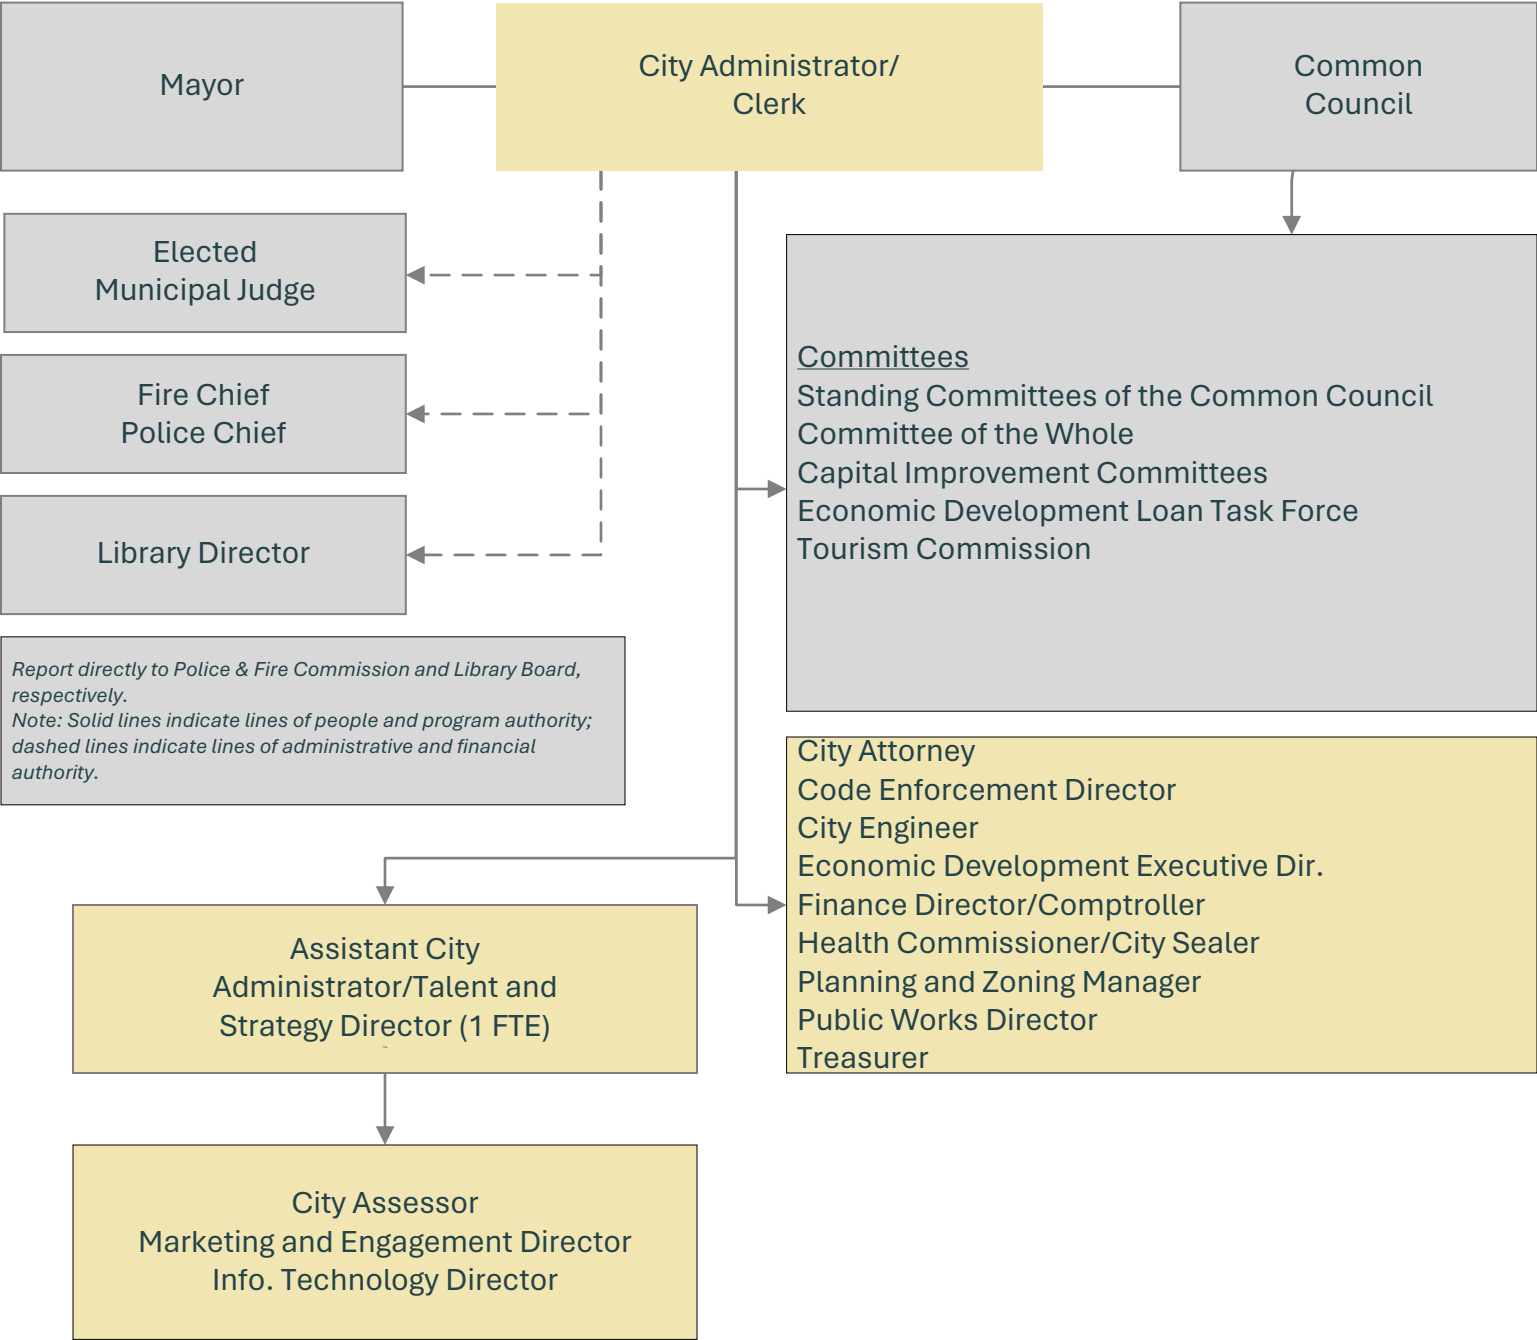 Mayor
City Administrator/
Clerk
Common
Council
Elected
Municipal Judge
Fire Chief
Police Chief
Library Director
Report directly to Police & Fire Commission and Library Board,
respectively.
Note: Solid lines indicate lines of people and program authority;
dashed lines indicate lines of administrative and financial
authority.
Committees
Standing Committees of the Common Council
Committee of the Whole
Capital Improvement Committees
Economic Development Loan Task Force
Tourism Commission
City Attorney
Code Enforcement Director
City Engineer
Economic Development Executive Dir.
Finance Director/Comptroller
Health Commissioner/City Sealer
Planning and Zoning Manager
Public Works Director
Treasurer
Assistant City
Administrator/Talent and
Strategy Director (1 FTE)
City Assessor
Marketing and Engagement Director
Info. Technology Director